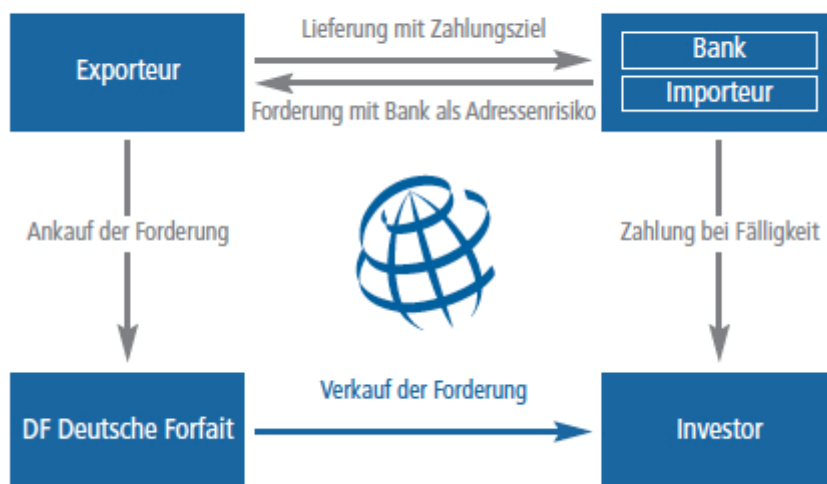 Lieferung mit Zahlungsziel
Exporteur
Bank
Importeur
Forderung mit Bank als Adressenrisiko
Ankauf der Forderung
Zahlung bei Fälligkeit
Verkauf der Forderung
DF Deutsche Forfait
Investor